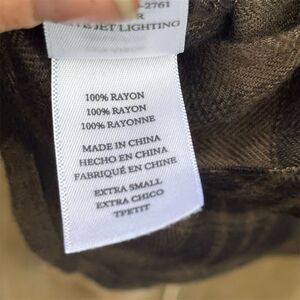 -2761
JET LIGHTING
100% RAYON
100% RAYON
100% RAYONNE
MADE IN CHINA
HECHO EN CHINA
FABRIQUÉ EN CHINE
EXTRA SMALL
EXTRA CHICO
TPETIT